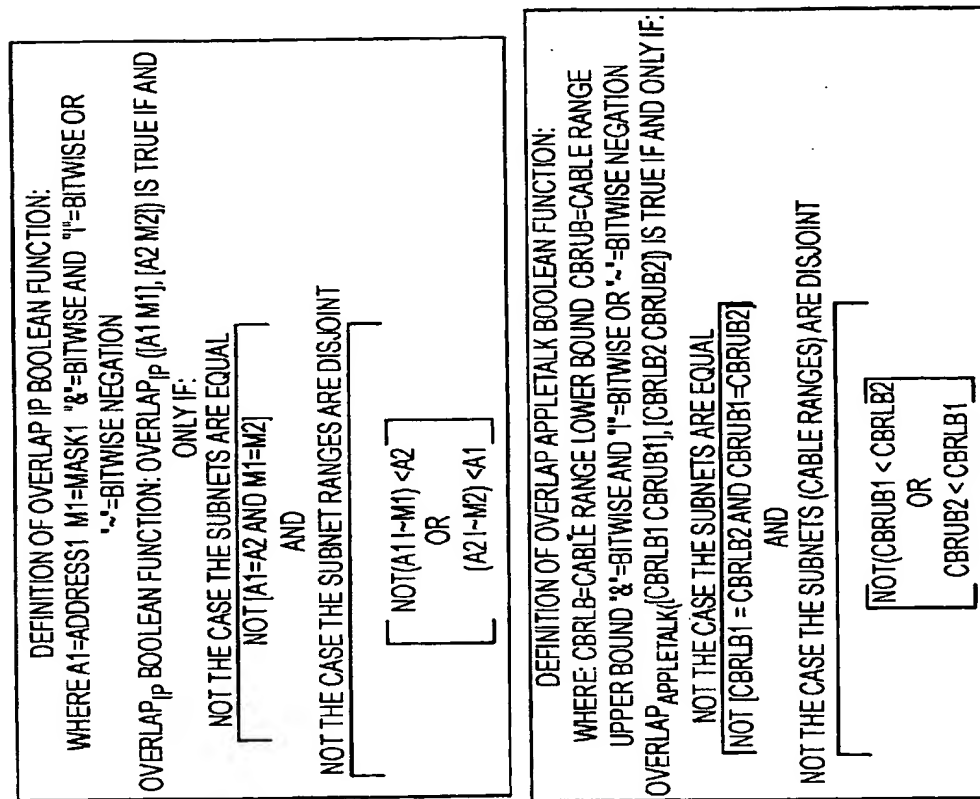 DEFINITION OF OVERLAP IP BOOLEAN FUNCTION:
WHERE A1=ADDRESS1 M1=MASK1 "&"=BITWISE AND "I"=BITWISE OR
"~"=BITWISE NEGATION
OVERLAPIP BOOLEAN FUNCTION: OVERLAPIP ([A1 M1], [A2 M2]) IS TRUE IF AND
ONLY IF:
NOT THE CASE THE SUBNETS ARE EQUAL
NOT [A1=A2 AND M1=M2]
AND
NOT THE CASE THE SUBNET RANGES ARE DISJOINT
NOT(A1 I~M1) <A2
OR
(A2 I~M2) <A1
DEFINITION OF OVERLAP APPLETALK BOOLEAN FUNCTION:
WHERE: CBRLB=CABLE RANGE LOWER BOUND CBRUB=CABLE RANGE
UPPER BOUND "&"=BITWISE AND "I"=BITWISE OR "~"=BITWISE NEGATION
OVERLAPAPPLETALK([CBRLB1 CBRUB1], [CBRLB2 CBRUB2]) IS TRUE IF AND ONLY IF:
NOT THE CASE THE SUBNETS ARE EQUAL
[NOT [CBRLB1 = CBRLB2 AND CBRUB1=CBRUB2]
AND
NOT THE CASE THE SUBNETS (CABLE RANGES) ARE DISJOINT
NOT(CBRUB1 < CBRLB2
OR
CBRUB2 < CBRLB1